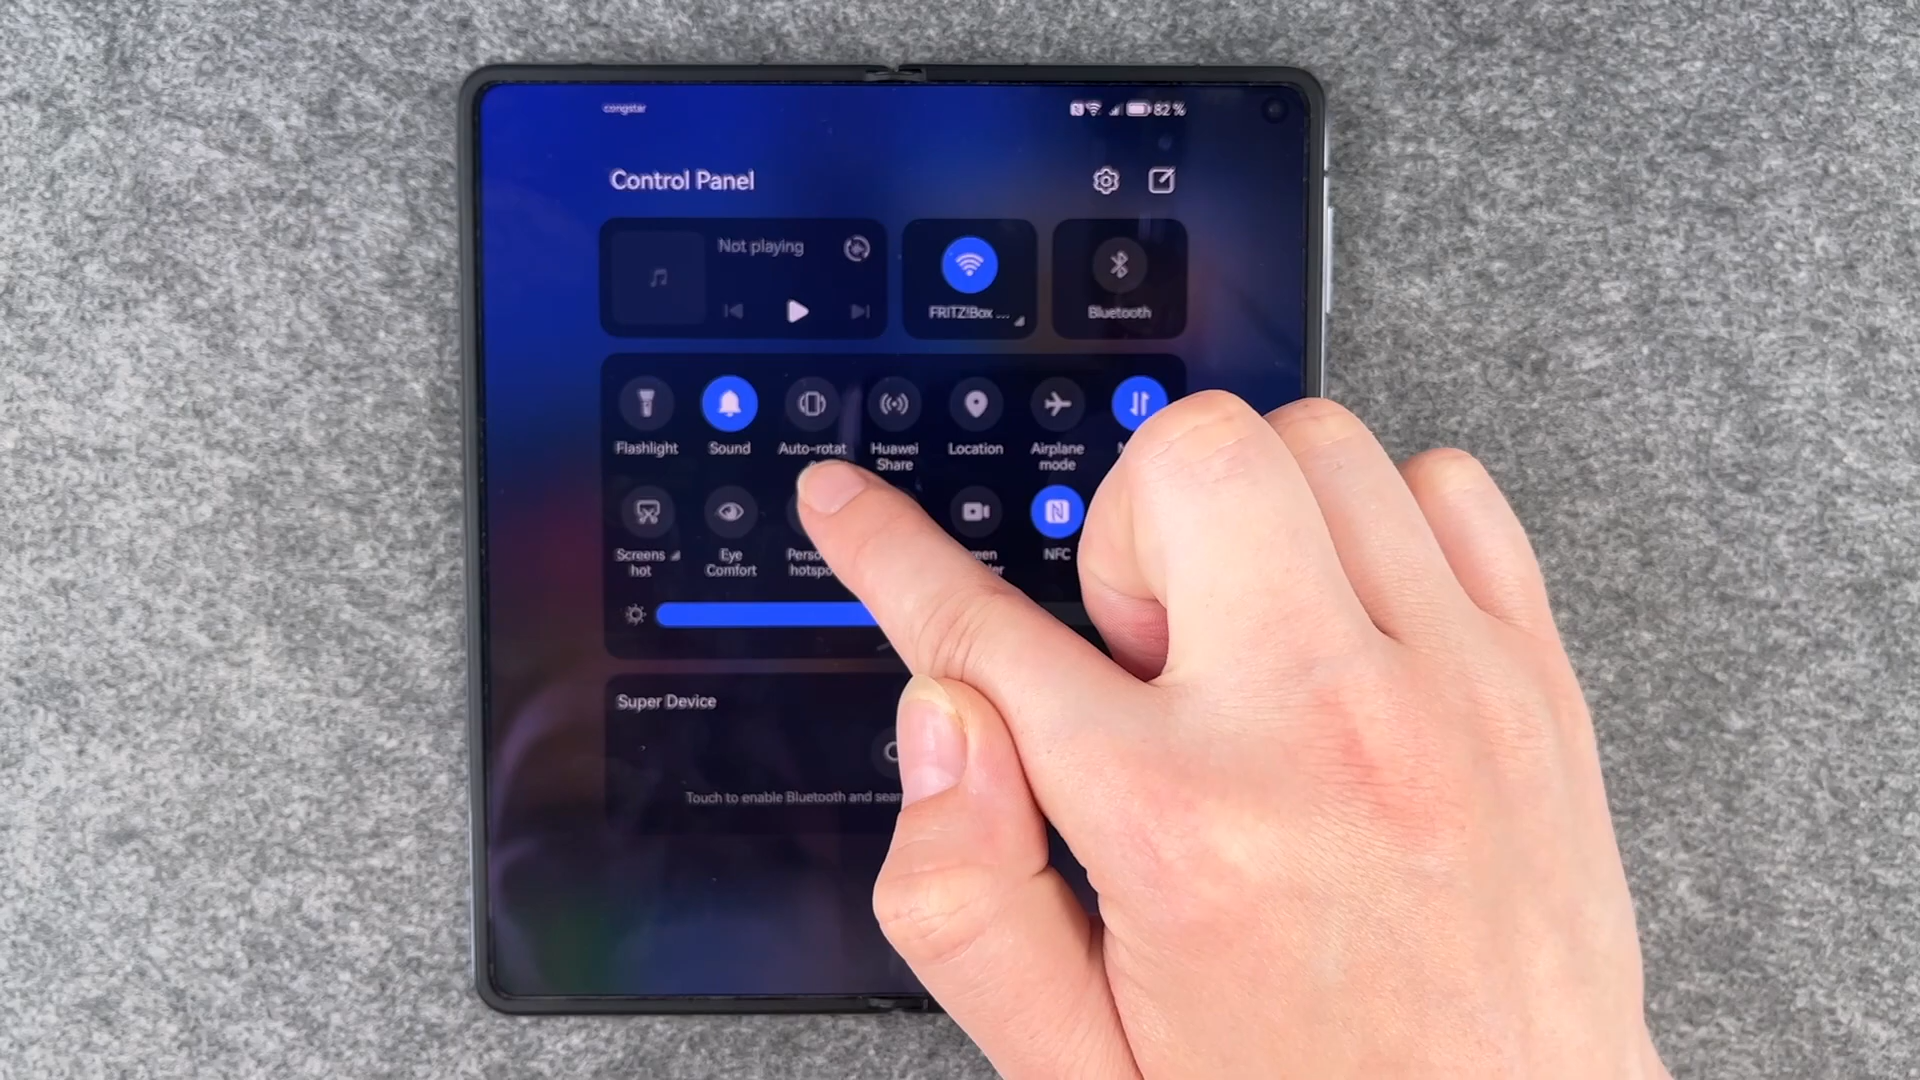 congstar
82 %
Control Panel
Not playing
FRITZ!Box ...
Bluetooth
Flashlight
Sound
Auto-rotat
Huawei
Share
Location
Airplane
mode
Screens
hot
Eye
Comfort
hotspo
NFC
Super Device
Touch to enable Bluetooth and sear